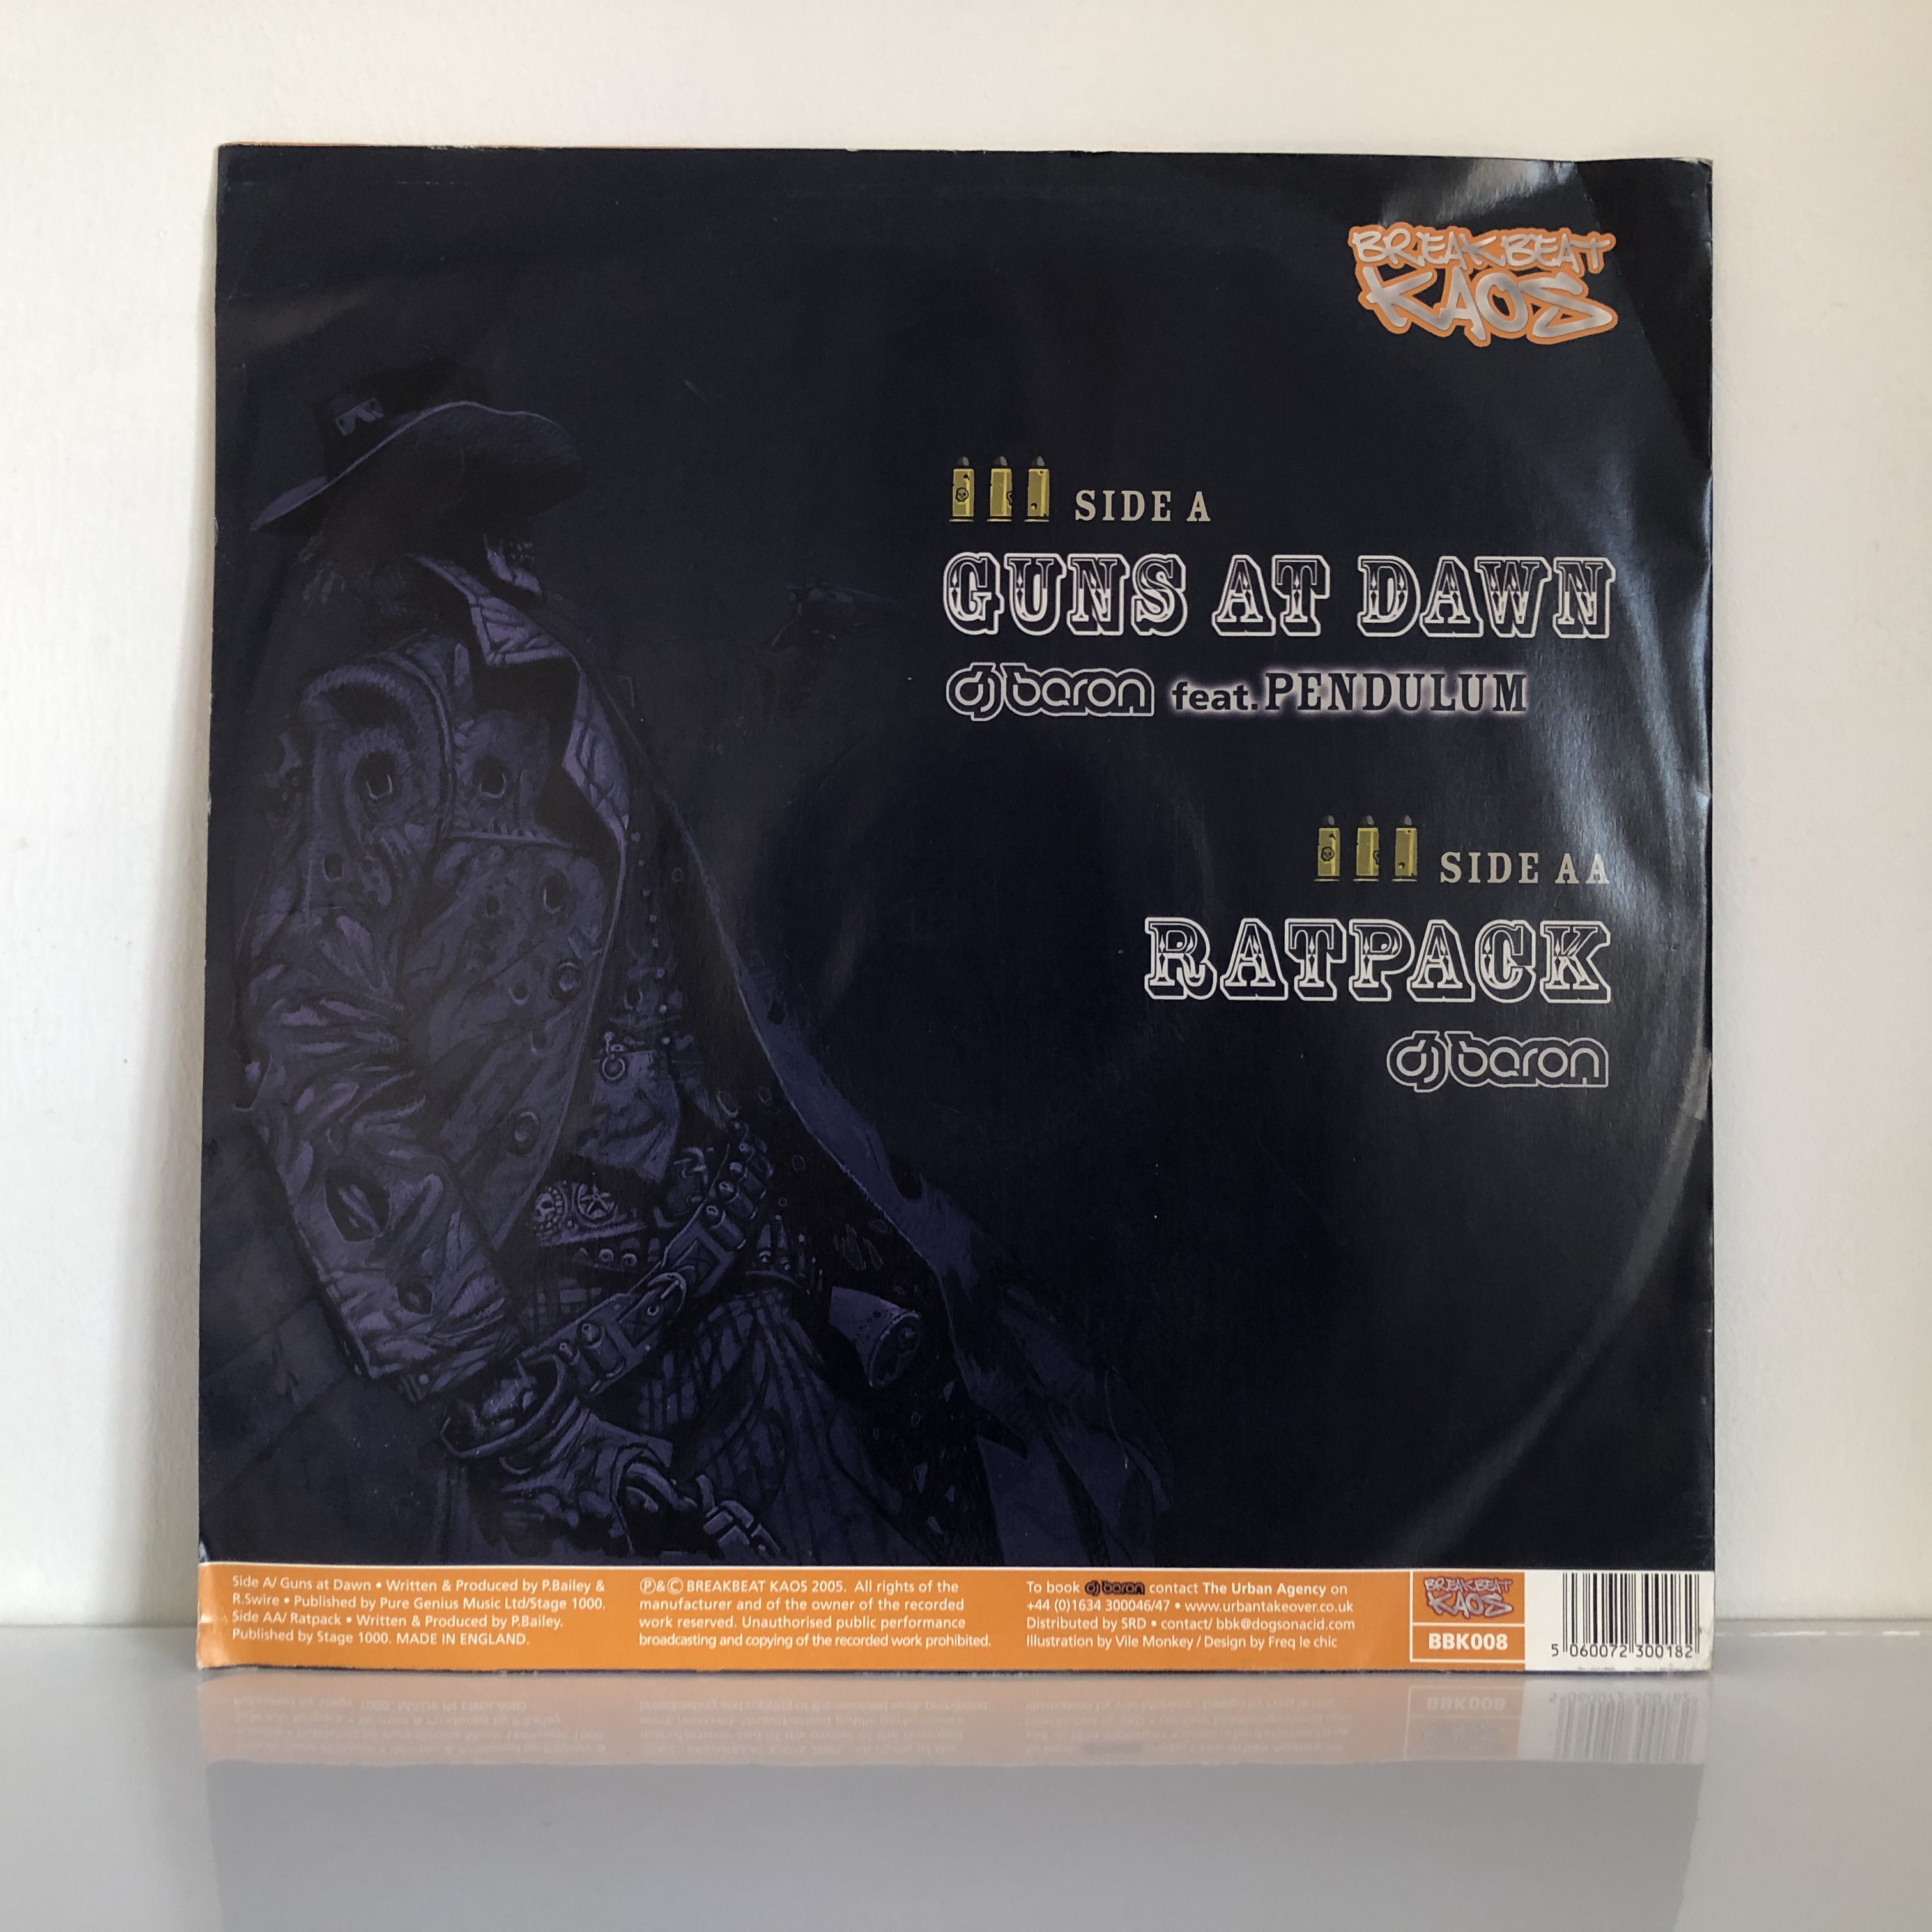 BREAKBEAT
KAOS
SIDE A
GUNS AT DAWN
dj baron feat. PENDULUM
SIDE AA
RATPACK
dj baron
Side A/ Guns at Dawn • Written & Produced by P.Bailey &
R.Swire • Published by Pure Genius Music Ltd/Stage 1000.
Side AA/ Ratpack • Written & Produced by P.Bailey.
Published by Stage 1000. MADE IN ENGLAND.
℗&© BREAKBEAT KAOS 2005. All rights of the
manufacturer and of the owner of the recorded
work reserved. Unauthorised public performance
broadcasting and copying of the recorded work prohibited.
To book dj baron contact The Urban Agency on
+44 (0)1634 300046/47 • www.urbantakeover.co.uk
Distributed by SRD • contact/ bbk@dogsonacid.com
Illustration by Vile Monkey / Design by Freq le chic
BREAKBEAT
KAOS
BBK008
5 060072 300182